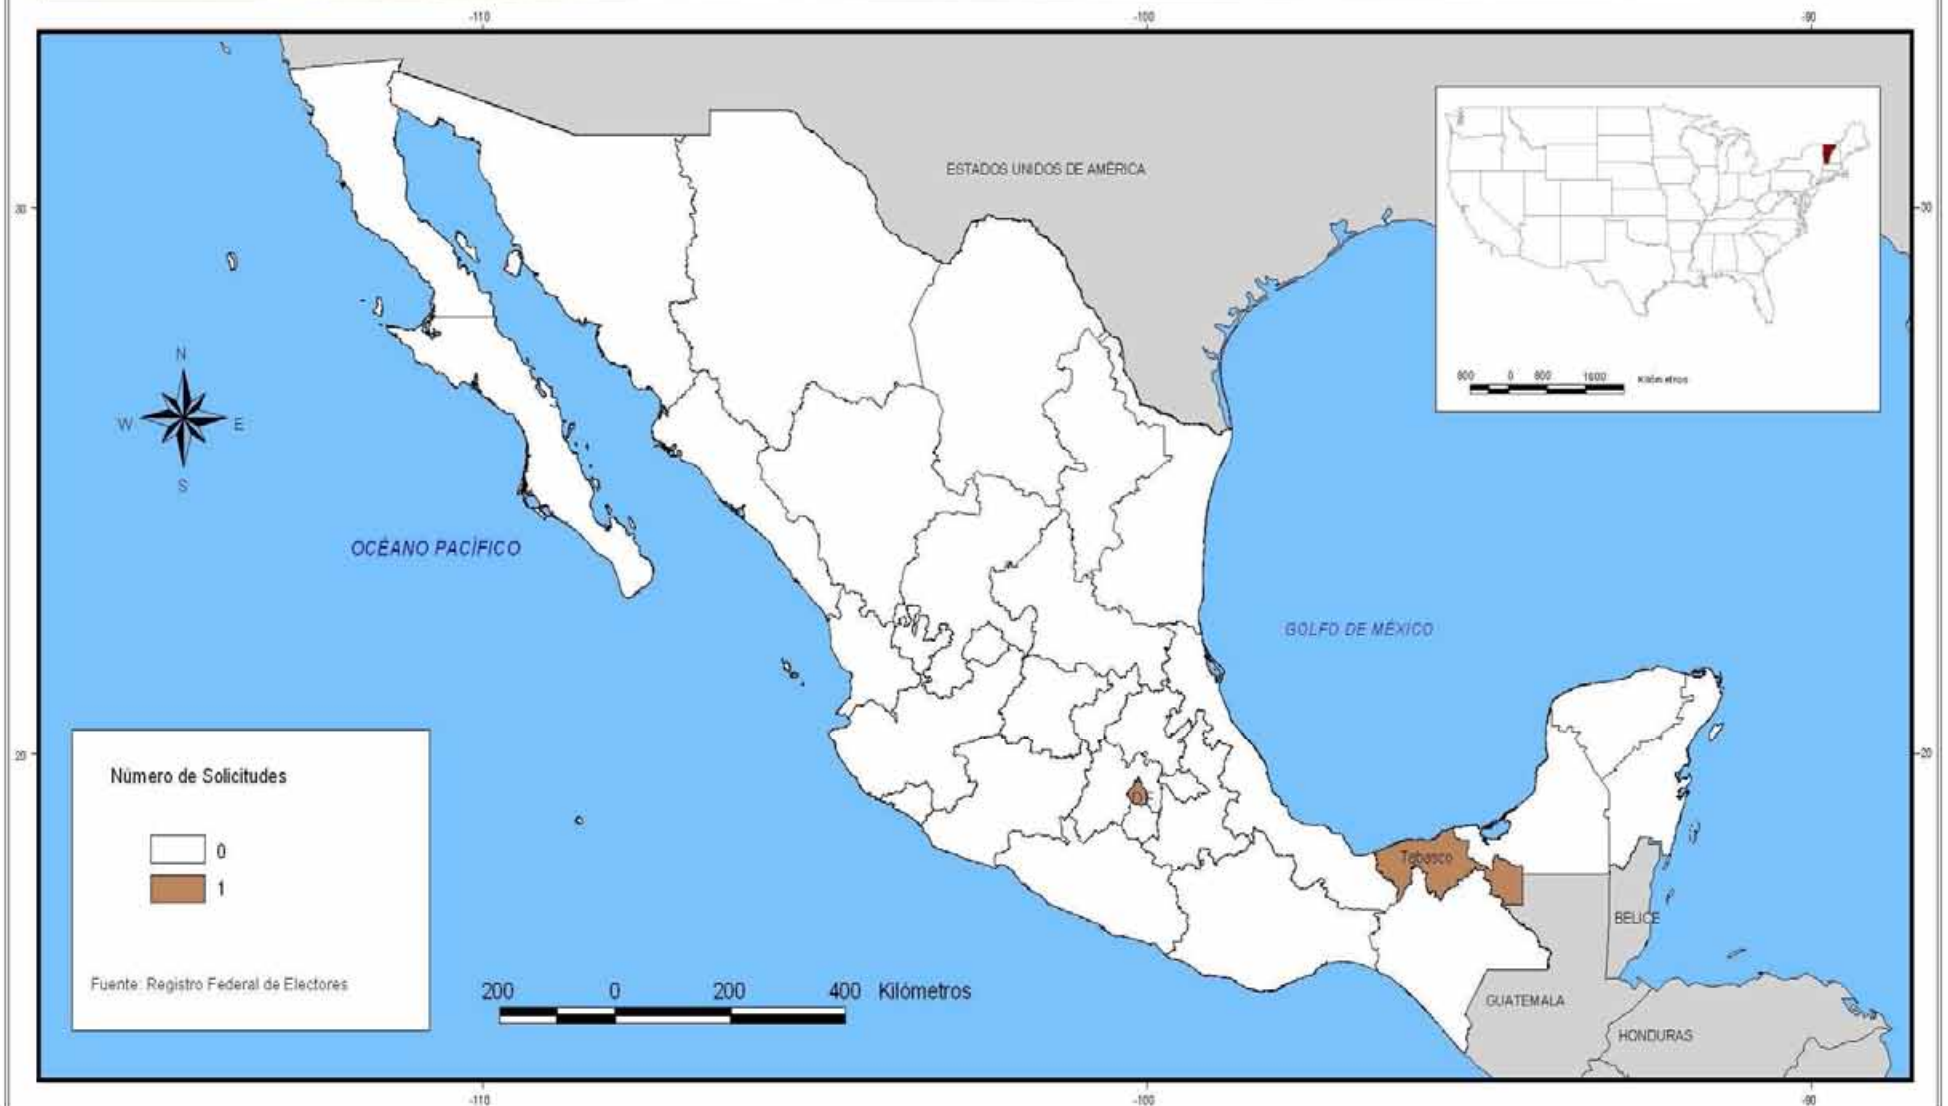 -110
-100
-90
ESTADOS UNIDOS DE AMÉRICA
30
30
800 0 800 1600 Kilómetros
N
W E
S
OCÉANO PACÍFICO
GOLFO DE MÉXICO
20
20
Número de Solicitudes
0
1
Fuente: Registro Federal de Electores
200 0 200 400 Kilómetros
Tabasco
BELICE
GUATEMALA
HONDURAS
-110
-100
-90